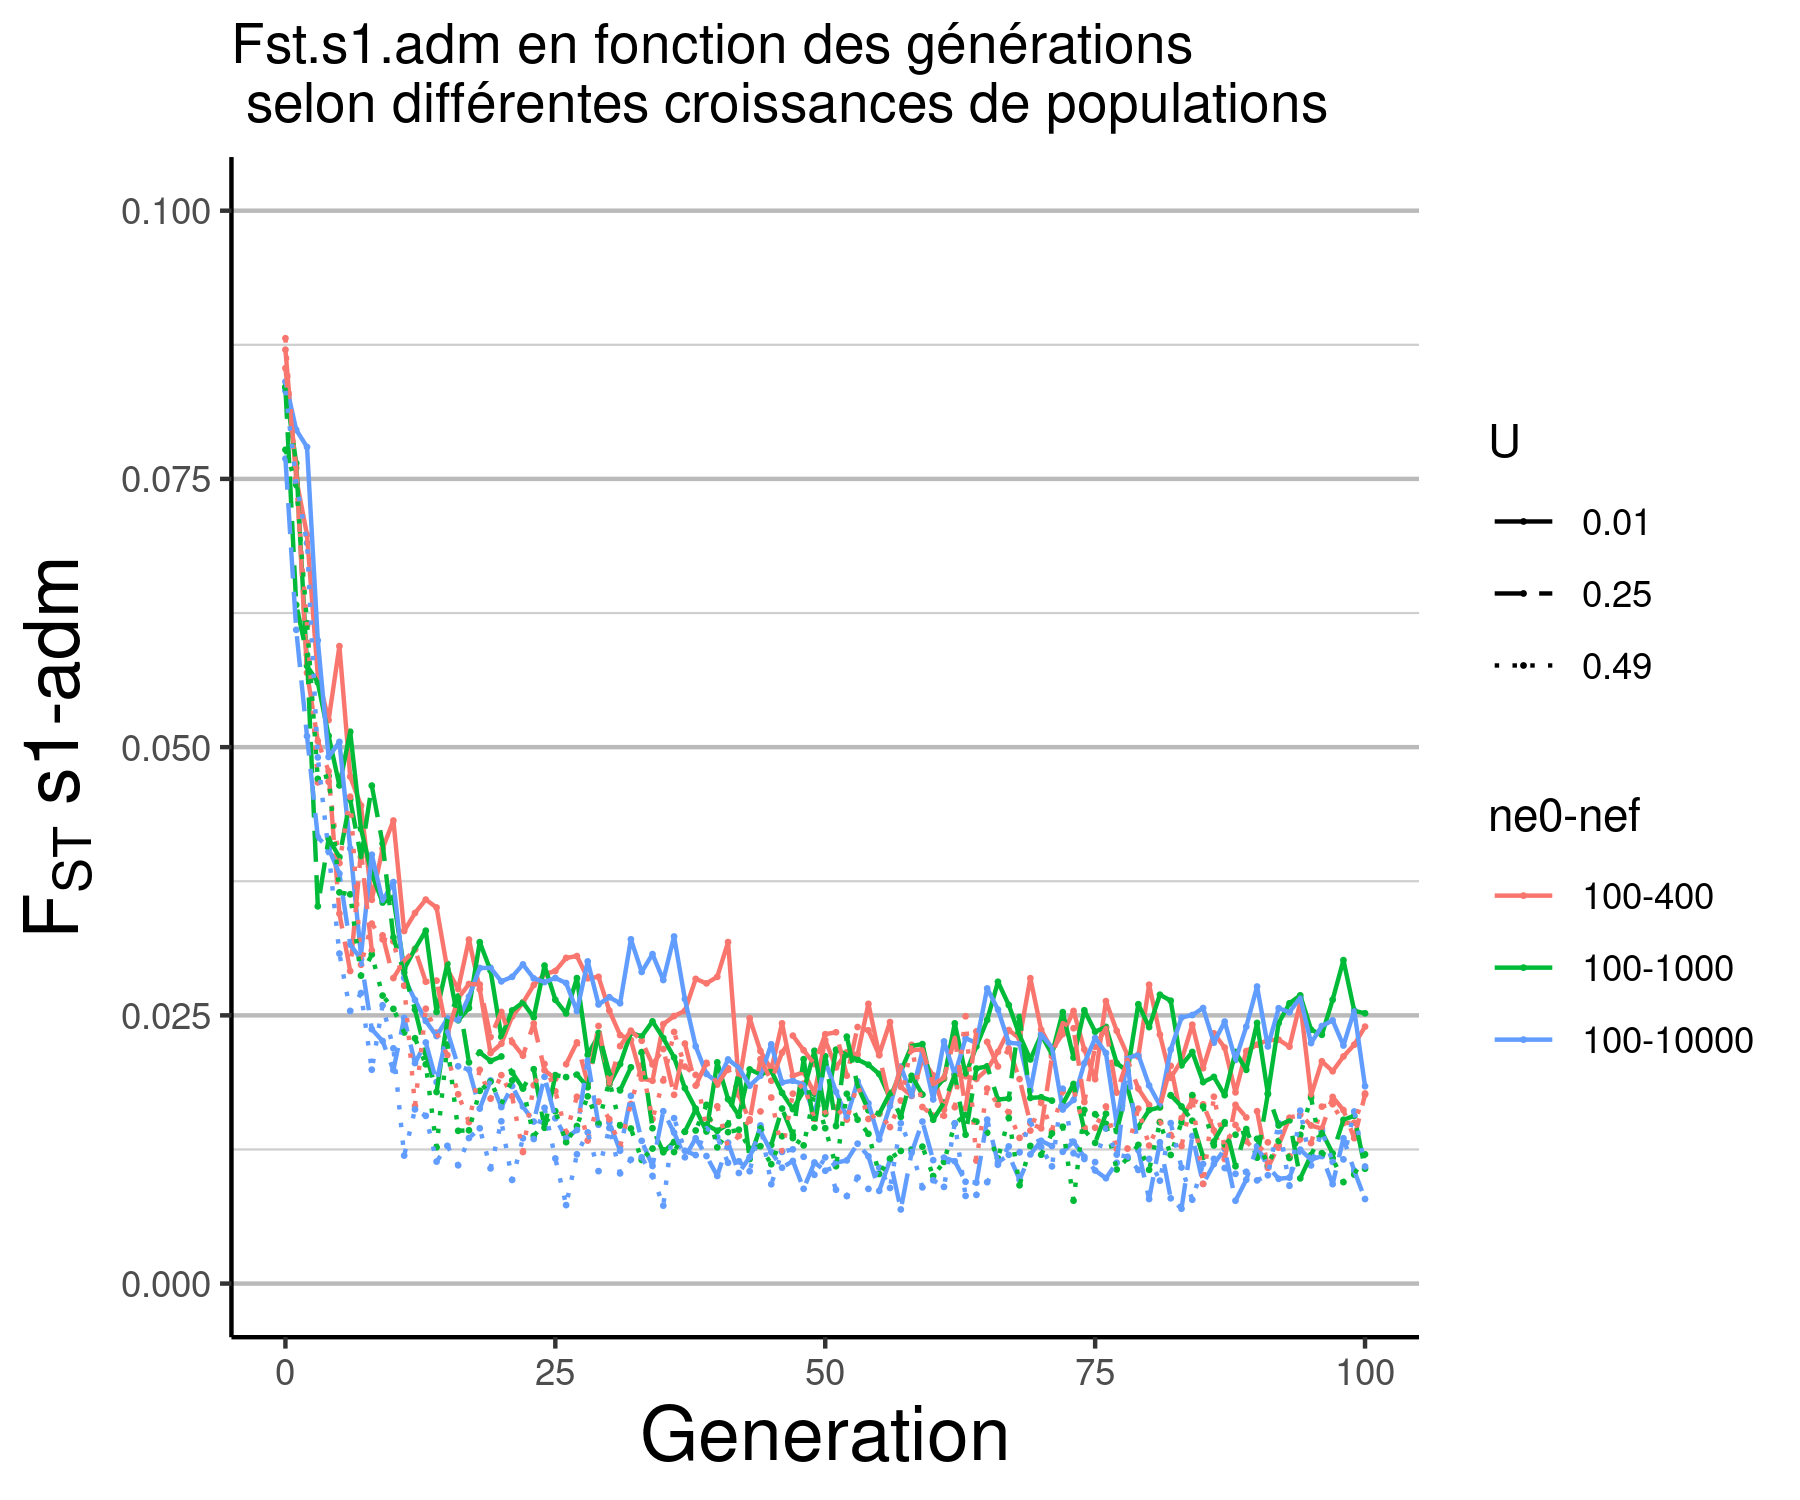 Fst.s1.adm en fonction des générations
selon différentes croissances de populations
0.100
0.075
0.050
0.025
0.000
F_ST s1-adm
0 25 50 75 100
Generation
U
0.01
0.25
0.49
ne0-nef
100-400
100-1000
100-10000